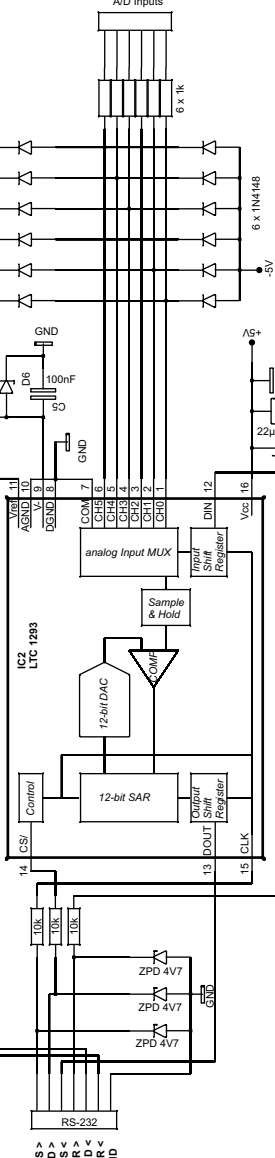 A/D Inputs
6 x 1k
6 x 1N4148
-5V
GND
+5V
D6
100nF
C5
GND
22µ
11 10 9 8 7 6 5 4 3 2 1 12 16
Vref
AGND
V-
DGND
COM
CH5
CH4
CH3
CH2
CH1
CH0
DIN
Vcc
analog Input MUX
Input
Shift
Register
Sample
& Hold
IC2
LTC 1293
COMP
12-bit DAC
Control
12-bit SAR
Output
Shift
Register
CS/
DOUT
CLK
14
13
15
10k
10k
10k
ZPD 4V7
ZPD 4V7
ZPD 4V7
GND
RS-232
S >
D >
S <
R >
D <
R <
ND